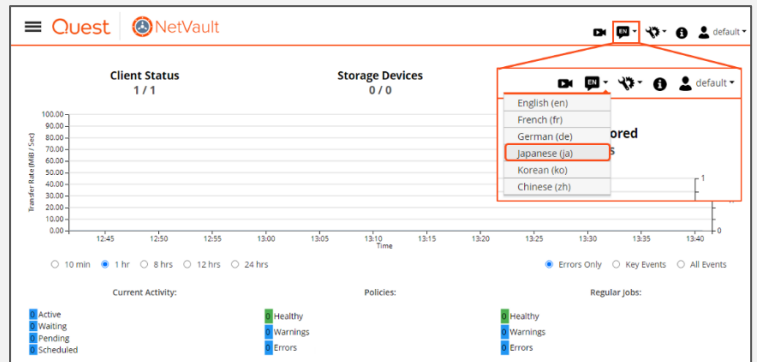 Quest NetVault
EN default
Client Status
1 / 1
Storage Devices
0 / 0
EN default
English (en)
French (fr)
German (de)
Japanese (ja)
Korean (ko)
Chinese (zh)
ored
s
Transfer Rate (MiB / Sec)
100.00
90.00
80.00
70.00
60.00
50.00
40.00
30.00
20.00
10.00
0.00
1
0
12:45 12:50 12:55 13:00 13:05 13:10 13:15 13:20 13:25 13:30 13:35 13:40
Time
10 min 1 hr 8 hrs 12 hrs 24 hrs
Errors Only Key Events All Events
Current Activity:
0 Active
0 Waiting
0 Pending
0 Scheduled
Policies:
0 Healthy
0 Warnings
0 Errors
Regular Jobs:
0 Healthy
0 Warnings
0 Errors